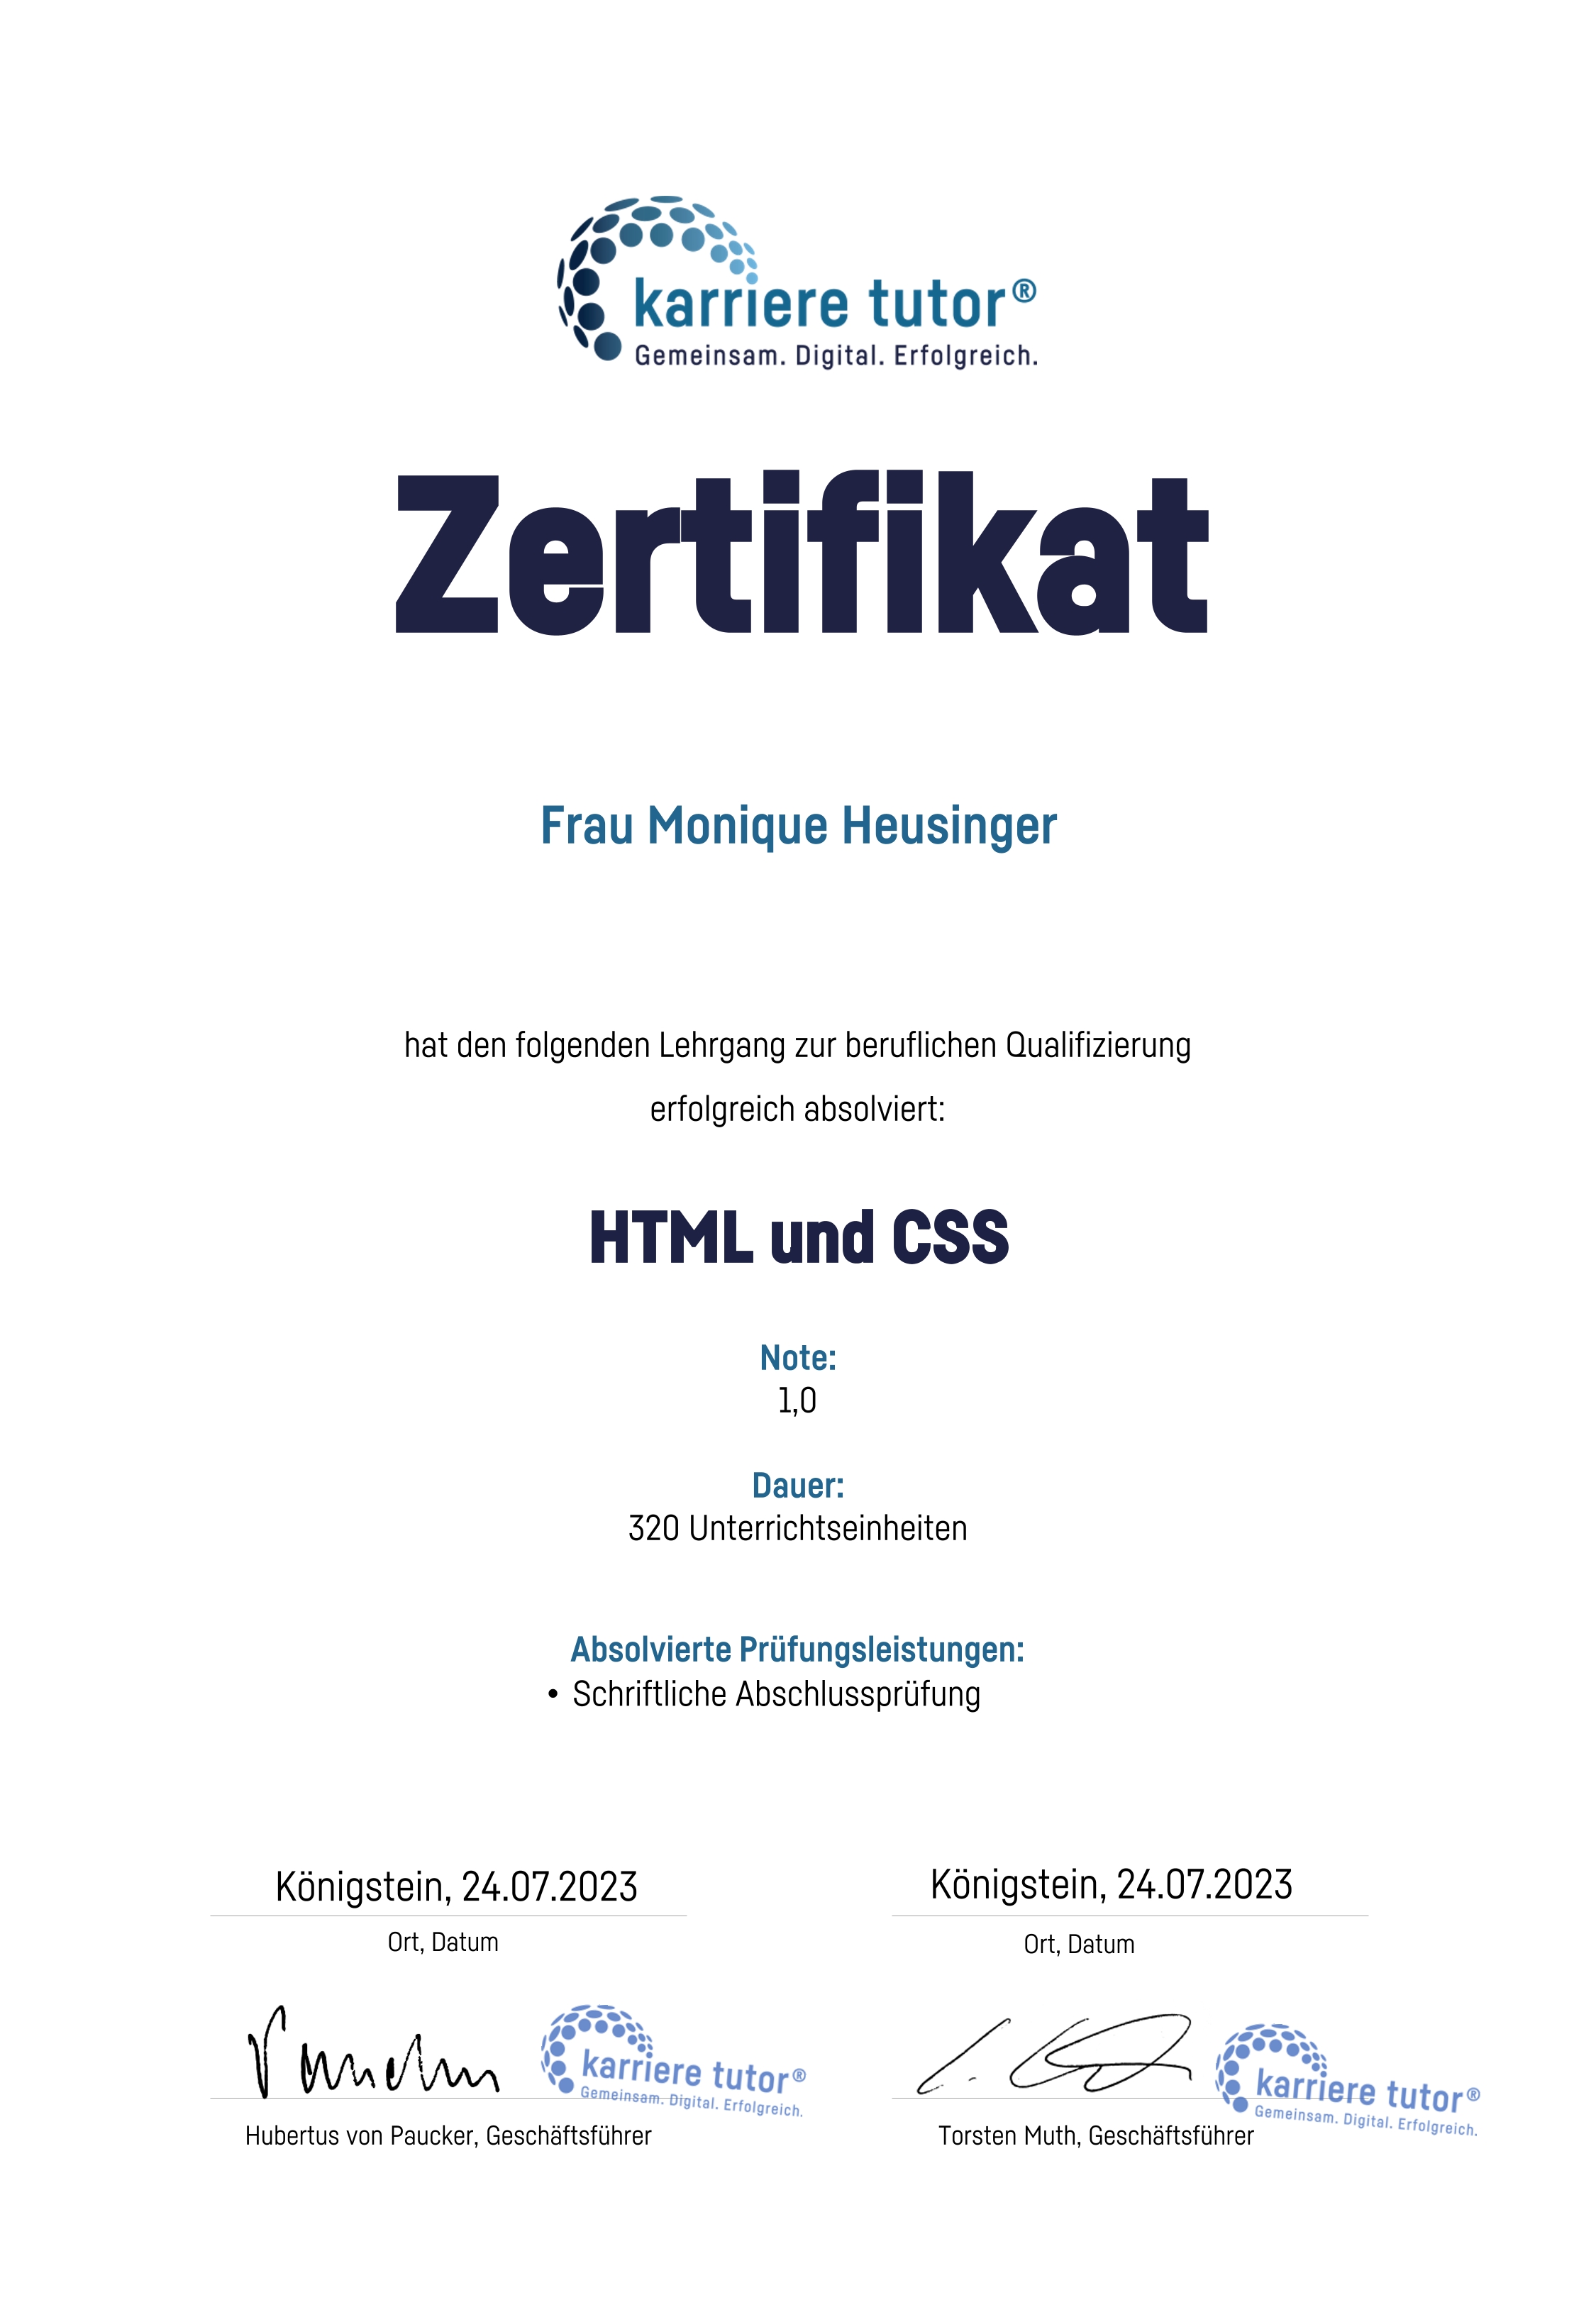 karriere tutor®
Gemeinsam. Digital. Erfolgreich.
Zertifikat
Frau Monique Heusinger
hat den folgenden Lehrgang zur beruflichen Qualifizierung
erfolgreich absolviert:
HTML und CSS
Note:
1,0
Dauer:
320 Unterrichtseinheiten
Absolvierte Prüfungsleistungen:
• Schriftliche Abschlussprüfung
Königstein, 24.07.2023
Ort, Datum
karriere tutor®
Gemeinsam. Digital. Erfolgreich.
Hubertus von Paucker, Geschäftsführer
Königstein, 24.07.2023
Ort, Datum
karriere tutor®
Gemeinsam. Digital. Erfolgreich.
Torsten Muth, Geschäftsführer